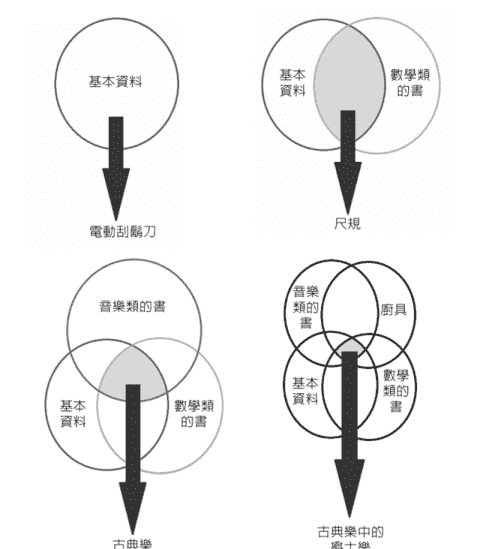 基本資料
電動刮鬍刀
基本
資料
數學類
的書
尺規
音樂類的書
基本
資料
數學類
的書
古典樂
音樂
類的書
廚具
基本
資料
數學
類的書
古典樂中的
爵士樂